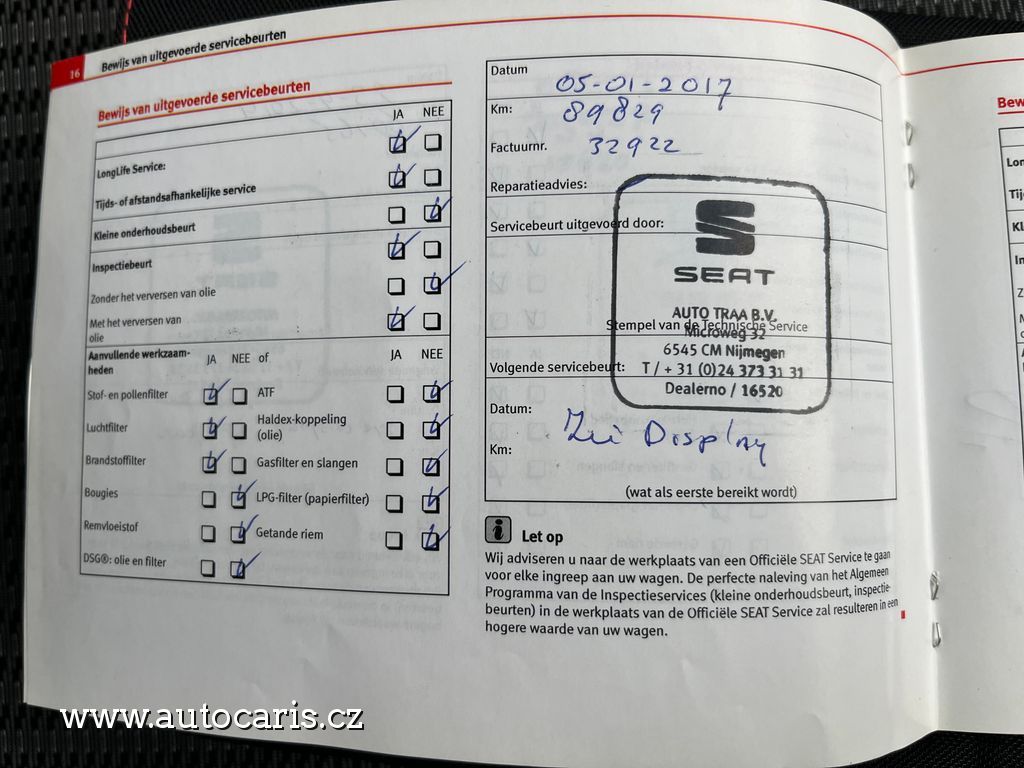 16 Bewijs van uitgevoerde servicebeurten
Bewijs van uitgevoerde servicebeurten
JA NEE
LongLife Service:
Tijds- of afstandsafhankelijke service
Kleine onderhoudsbeurt
Inspectiebeurt
Zonder het verversen van olie
Met het verversen van
olie
Aanvullende werkzaam-
heden
JA NEE of JA NEE
Stof- en pollenfilter
ATF
Luchtfilter
Haldex-koppeling
(olie)
Brandstoffilter
Gasfilter en slangen
Bougies
LPG-filter (papierfilter)
Remvloeistof
Getande riem
DSG®: olie en filter
Datum 05-01-2017
Km: 89829
Factuurnr. 32922
Reparatieadvies:
Servicebeurt uitgevoerd door:
SEAT
AUTO TRAA B.V.
Stempel van de Technische Service
Microweg 32
6545 CM Nijmegen
Volgende servicebeurt:
T / + 31 (0)24 373 31 31
Dealerno / 16520
Datum:
Display
Km:
(wat als eerste bereikt wordt)
i Let op
Wij adviseren u naar de werkplaats van een Officiële SEAT Service te gaan
voor elke ingreep aan uw wagen. De perfecte naleving van het Algemeen
Programma van de Inspectieservices (kleine onderhoudsbeurt, inspectie-
beurten) in de werkplaats van de Officiële SEAT Service zal resulteren in een
hogere waarde van uw wagen.
www.autocaris.cz